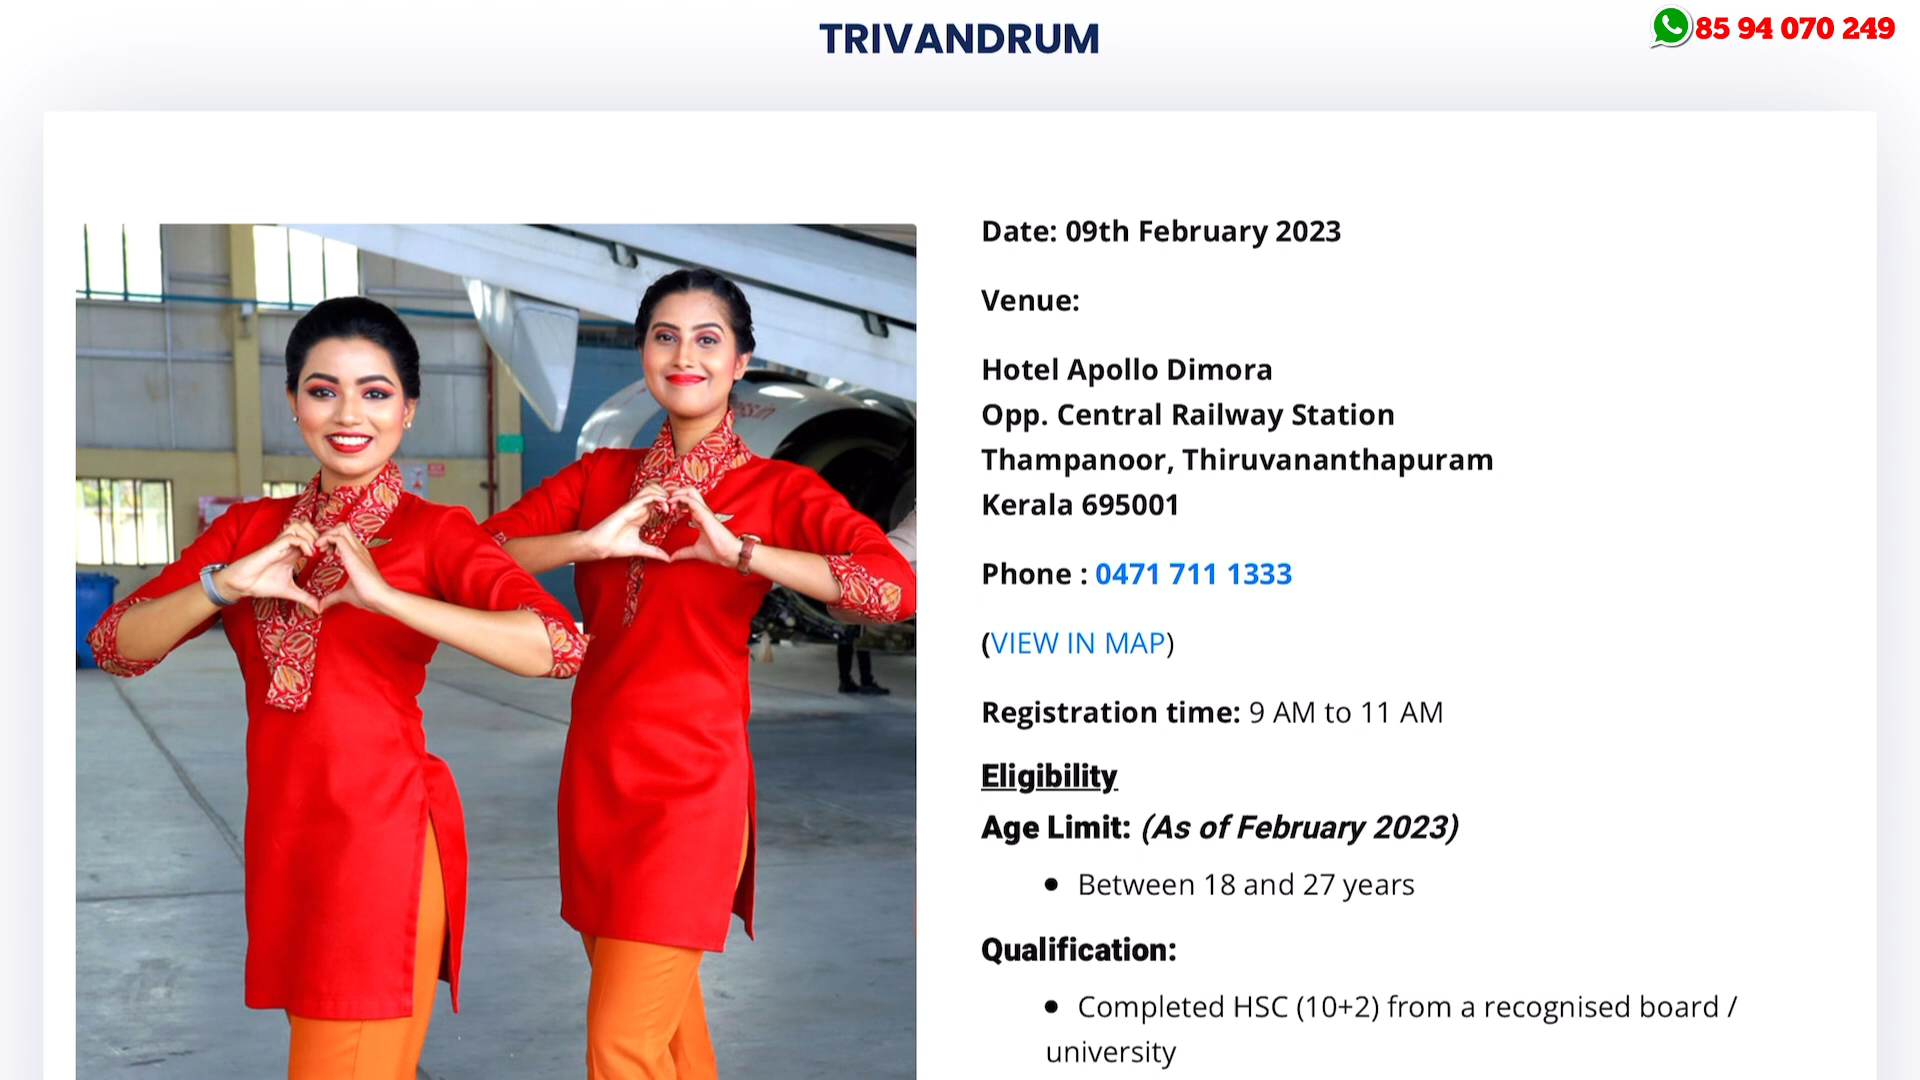 TRIVANDRUM
85 94 070 249
Date: 09th February 2023
Venue:
Hotel Apollo Dimora
Opp. Central Railway Station
Thampanoor, Thiruvananthapuram
Kerala 695001
Phone : 0471 711 1333
(VIEW IN MAP)
Registration time: 9 AM to 11 AM
Eligibility
Age Limit: (As of February 2023)
• Between 18 and 27 years
Qualification:
• Completed HSC (10+2) from a recognised board /
university